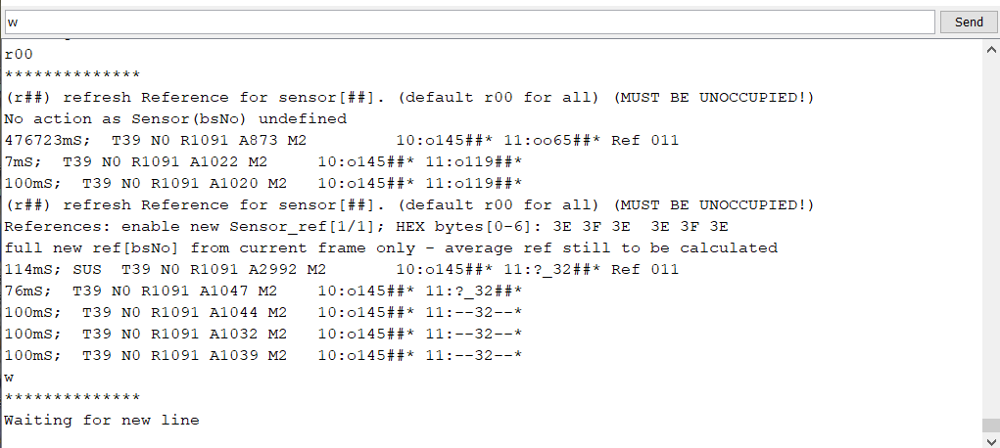 w
Send
r00
**************
(r##) refresh Reference for sensor[##]. (default r00 for all) (MUST BE UNOCCUPIED!)
No action as Sensor(bsNo) undefined
476723mS;  T39 N0 R1091 A873 M2         10:o145##* 11:oo65##* Ref 011
7mS;  T39 N0 R1091 A1022 M2   10:o145##* 11:o119##*
100mS;  T39 N0 R1091 A1020 M2   10:o145##* 11:o119##*
(r##) refresh Reference for sensor[##]. (default r00 for all) (MUST BE UNOCCUPIED!)
References: enable new Sensor_ref[1/1]; HEX bytes[0-6]: 3E 3F 3E  3E 3F 3E
full new ref[bsNo] from current frame only - average ref still to be calculated
114mS; SUS  T39 N0 R1091 A2992 M2       10:o145##* 11:?_32##* Ref 011
76mS;  T39 N0 R1091 A1047 M2    10:o145##* 11:?_32##*
100mS;  T39 N0 R1091 A1044 M2   10:o145##* 11:--32--*
100mS;  T39 N0 R1091 A1032 M2   10:o145##* 11:--32--*
100mS;  T39 N0 R1091 A1039 M2   10:o145##* 11:--32--*
w
**************
Waiting for new line